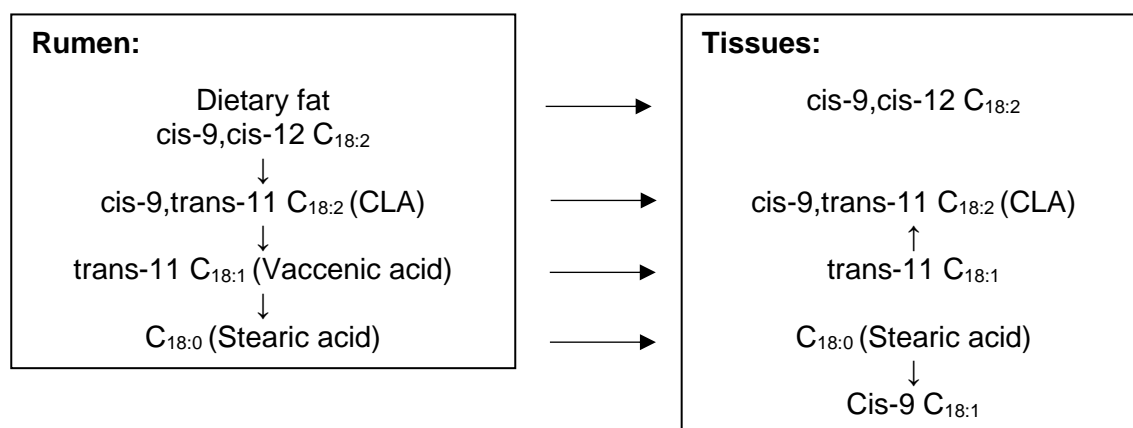 Rumen:
Dietary fat
cis-9,cis-12 C18:2
↓
cis-9,trans-11 C18:2 (CLA)
↓
trans-11 C18:1 (Vaccenic acid)
↓
C18:0 (Stearic acid)
Tissues:
cis-9,cis-12 C18:2
cis-9,trans-11 C18:2 (CLA)
↑
trans-11 C18:1
C18:0 (Stearic acid)
↓
Cis-9 C18:1